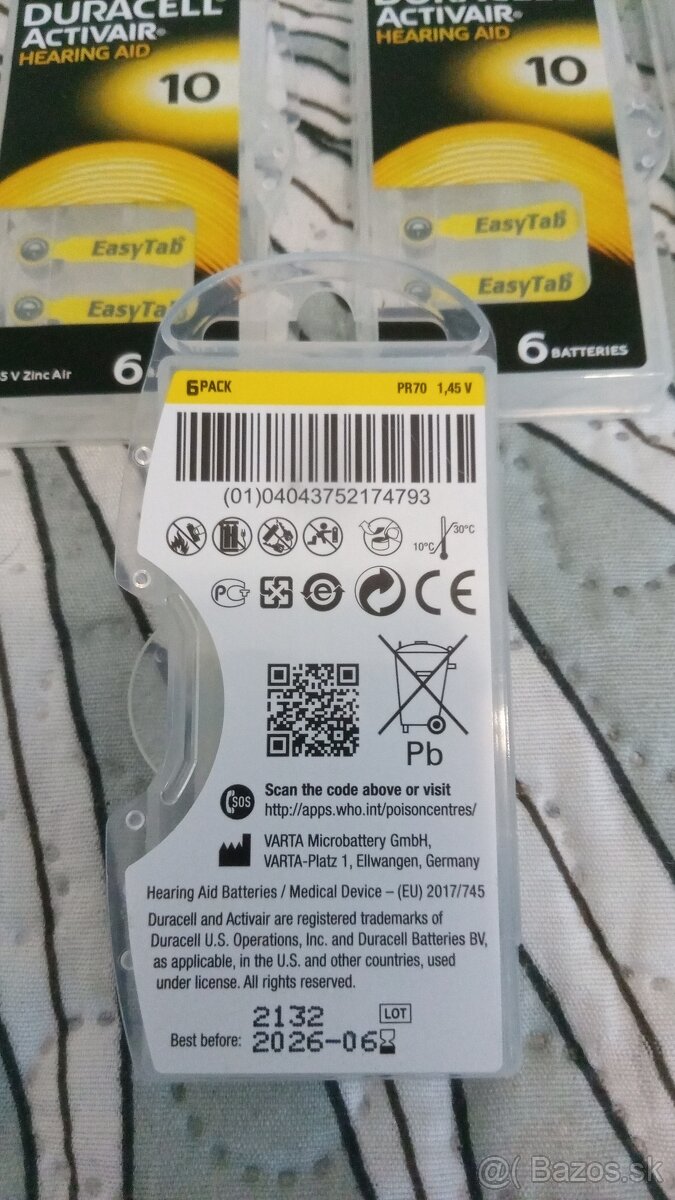 DURACELL
ACTIVAIR®
HEARING AID
10
EasyTab
EasyTab
5 V Zinc Air
6
DURACELL
ACTIVAIR®
HEARING AID
10
EasyTab
EasyTab
6 BATTERIES
6PACK PR70 1,45 V
(01)04043752174793
10°C 30°C
Pb
SOS
Scan the code above or visit
http://apps.who.int/poisoncentres/
VARTA Microbattery GmbH,
VARTA-Platz 1, Ellwangen, Germany
Hearing Aid Batteries / Medical Device – (EU) 2017/745
Duracell and Activair are registered trademarks of
Duracell U.S. Operations, Inc. and Duracell Batteries BV,
as applicable, in the U.S. and other countries, used
under license. All rights reserved.
2132 LOT
Best before: 2026-06
@( Bazos.sk